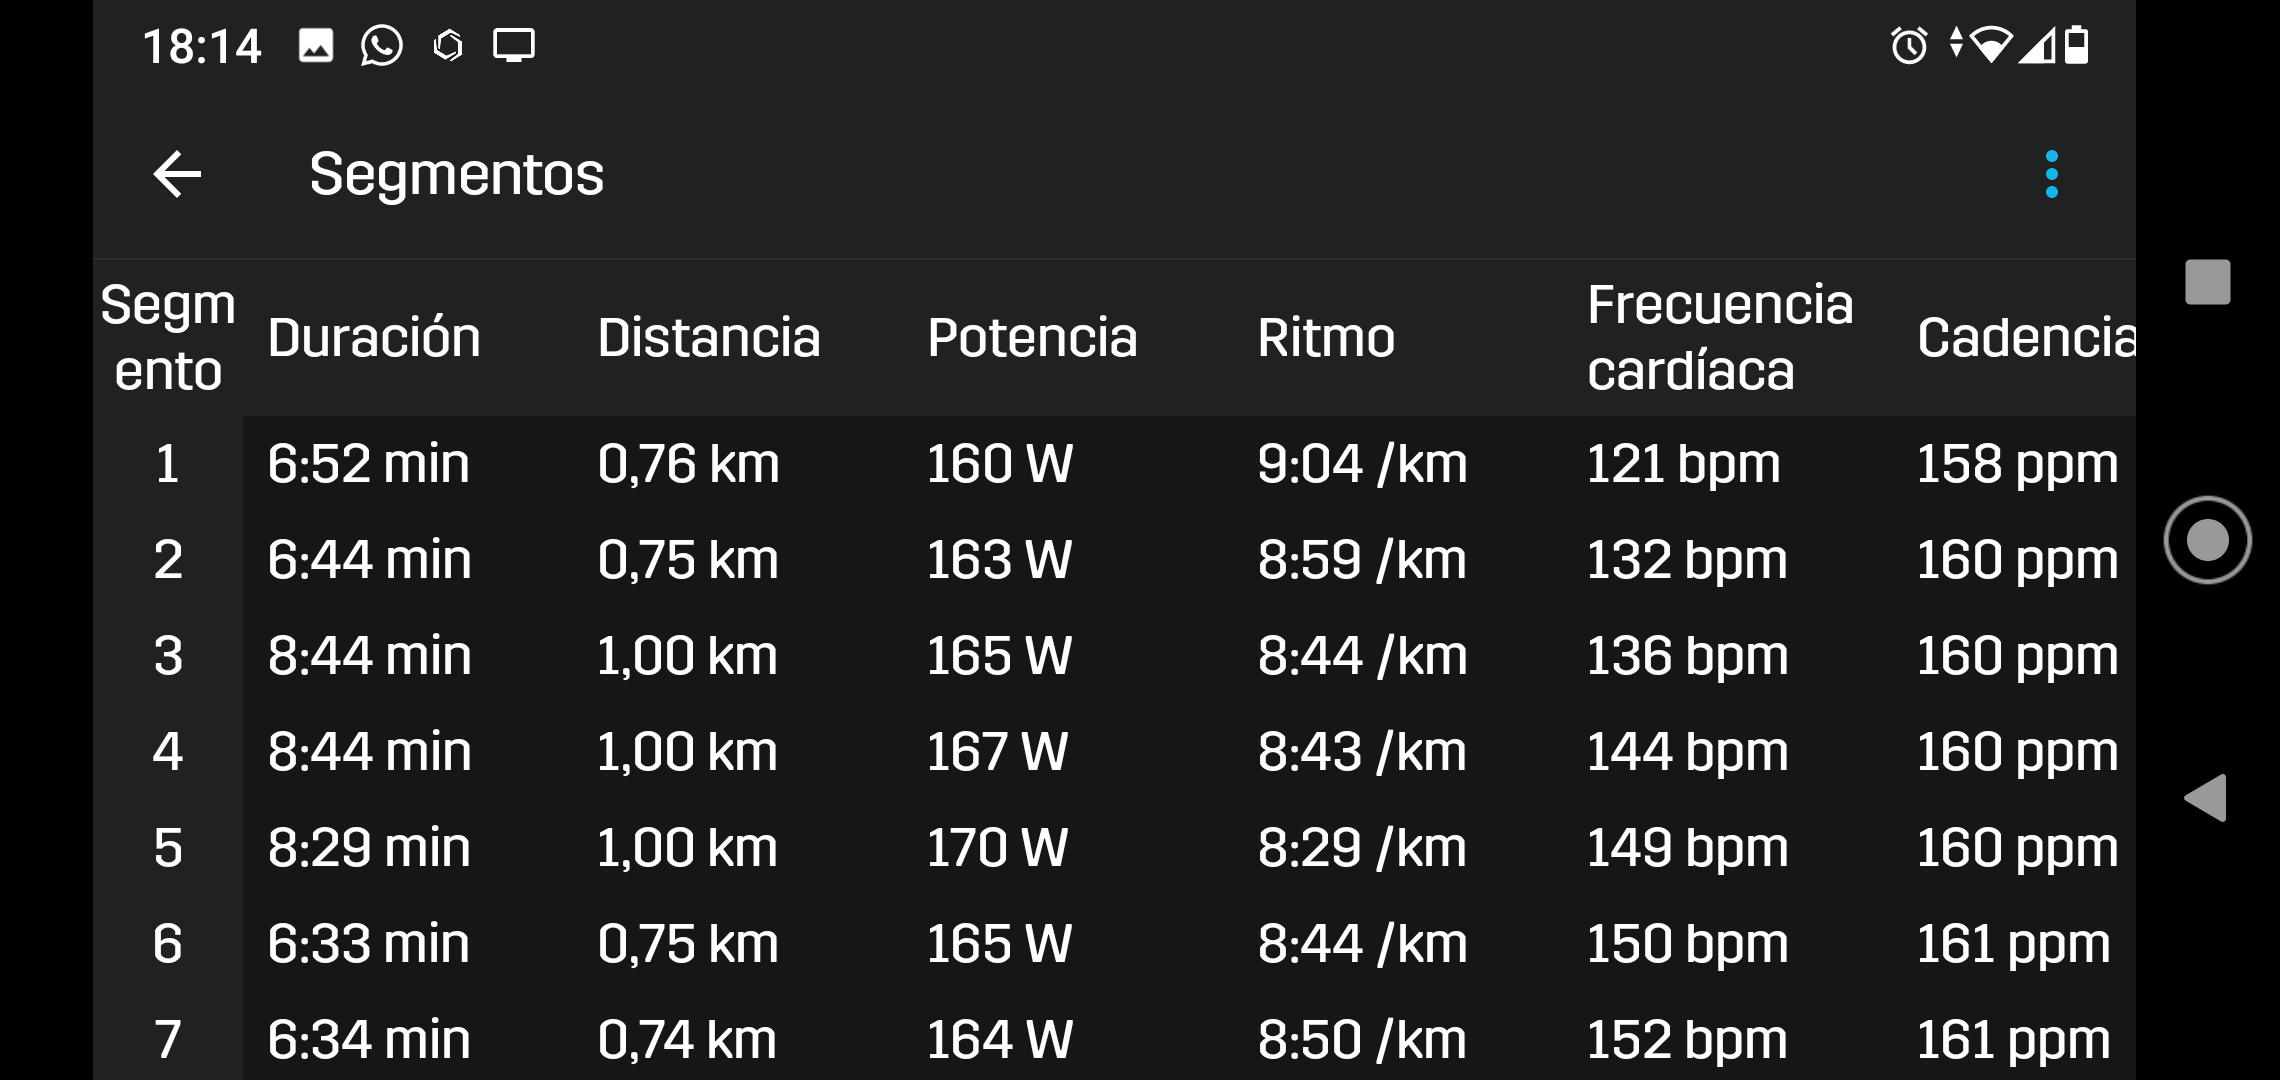 18:14
Segmentos
Segm
ento Duración Distancia Potencia Ritmo Frecuencia
cardíaca Cadencia
1 6:52 min 0,76 km 160 W 9:04 /km 121 bpm 158 ppm
2 6:44 min 0,75 km 163 W 8:59 /km 132 bpm 160 ppm
3 8:44 min 1,00 km 165 W 8:44 /km 136 bpm 160 ppm
4 8:44 min 1,00 km 167 W 8:43 /km 144 bpm 160 ppm
5 8:29 min 1,00 km 170 W 8:29 /km 149 bpm 160 ppm
6 6:33 min 0,75 km 165 W 8:44 /km 150 bpm 161 ppm
7 6:34 min 0,74 km 164 W 8:50 /km 152 bpm 161 ppm